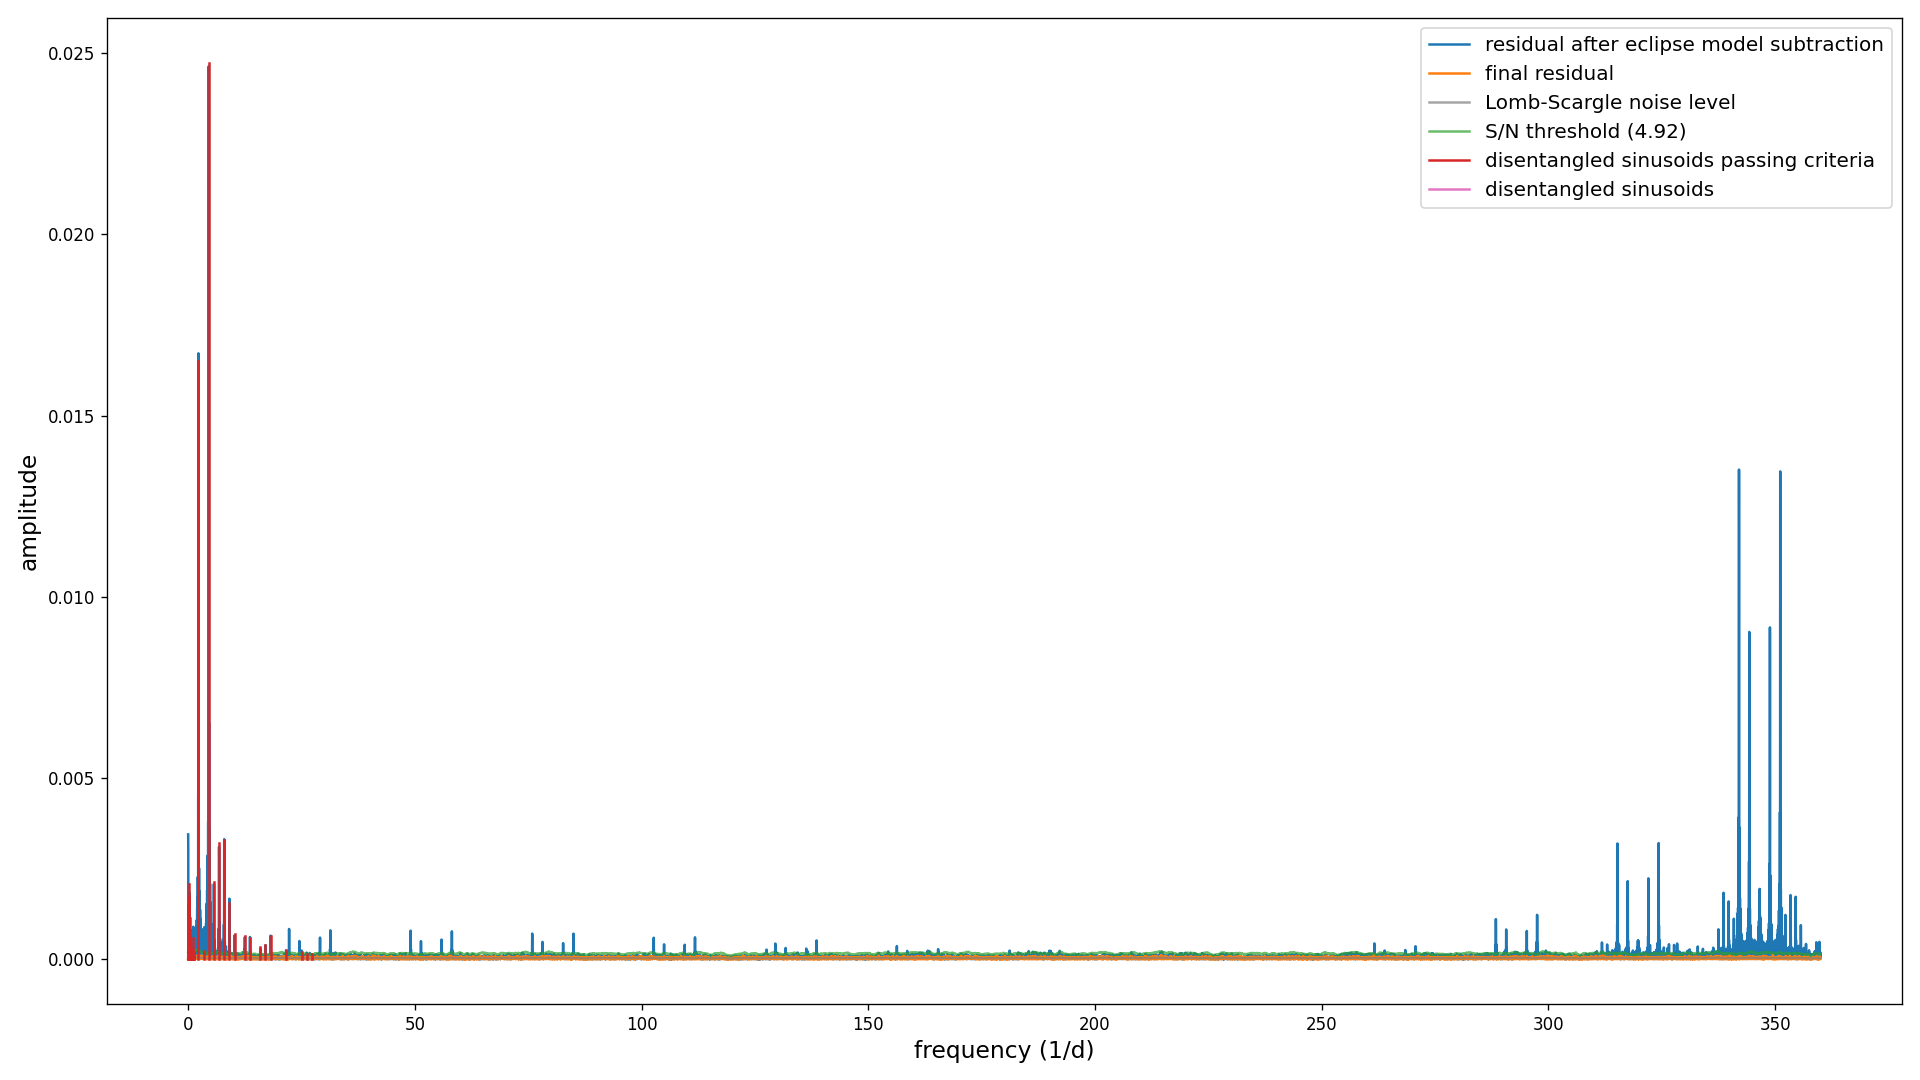 residual after eclipse model subtraction
final residual
Lomb-Scargle noise level
S/N threshold (4.92)
disentangled sinusoids passing criteria
disentangled sinusoids
0.025
0.020
0.015
0.010
0.005
0.000
amplitude
0 50 100 150 200 250 300 350
frequency (1/d)